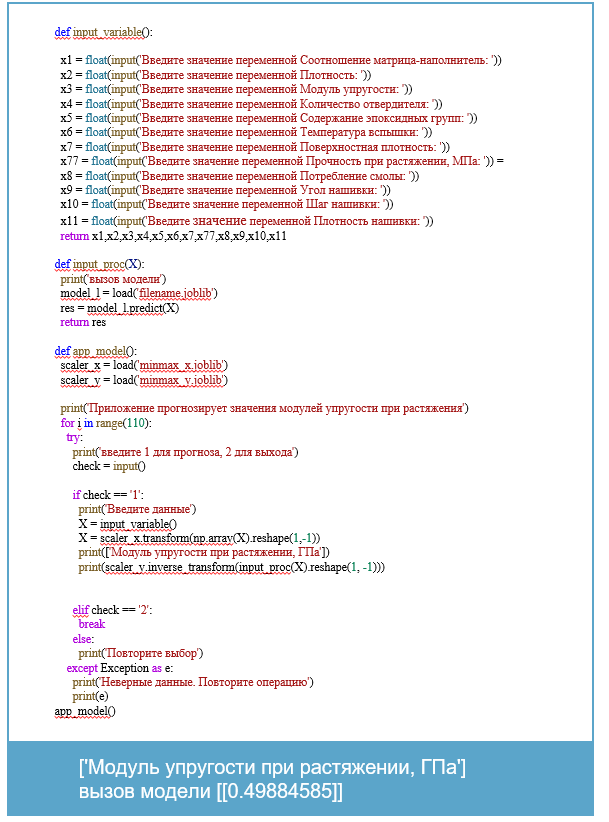 def input_variable():
x1 = float(input('Введите значение переменной Соотношение матрица-наполнитель: '))
x2 = float(input('Введите значение переменной Плотность: '))
x3 = float(input('Введите значение переменной Модуль упругости: '))
x4 = float(input('Введите значение переменной Количество отвердителя: '))
x5 = float(input('Введите значение переменной Содержание эпоксидных групп: '))
x6 = float(input('Введите значение переменной Температура вспышки: '))
x7 = float(input('Введите значение переменной Поверхностная плотность: '))
x77 = float(input('Введите значение переменной Прочность при растяжении, МПа: ')) =
x8 = float(input('Введите значение переменной Потребление смолы: '))
x9 = float(input('Введите значение переменной Угол нашивки: '))
x10 = float(input('Введите значение переменной Шаг нашивки: '))
x11 = float(input('Введите значение переменной Плотность нашивки: '))
return x1,x2,x3,x4,x5,x6,x7,x77,x8,x9,x10,x11
def input_proc(X):
print('вызов модели')
model_l = load('filename.joblib')
res = model_l.predict(X)
return res
def app_model():
scaler_x = load('minmax_x.joblib')
scaler_y = load('minmax_y.joblib')
print('Приложение прогнозирует значения модулей упругости при растяжения')
for i in range(110):
try:
print('введите 1 для прогноза, 2 для выхода')
check = input()
if check == '1':
print('Введите данные')
X = input_variable()
X = scaler_x.transform(np.array(X).reshape(1,-1))
print(['Модуль упругости при растяжении, ГПа'])
print(scaler_y.inverse_transform(input_proc(X).reshape(1, -1)))
elif check == '2':
break
else:
print('Повторите выбор')
except Exception as e:
print('Неверные данные. Повторите операцию')
print(e)
app_model()
['Модуль упругости при растяжении, ГПа']
вызов модели [[0.49884585]]